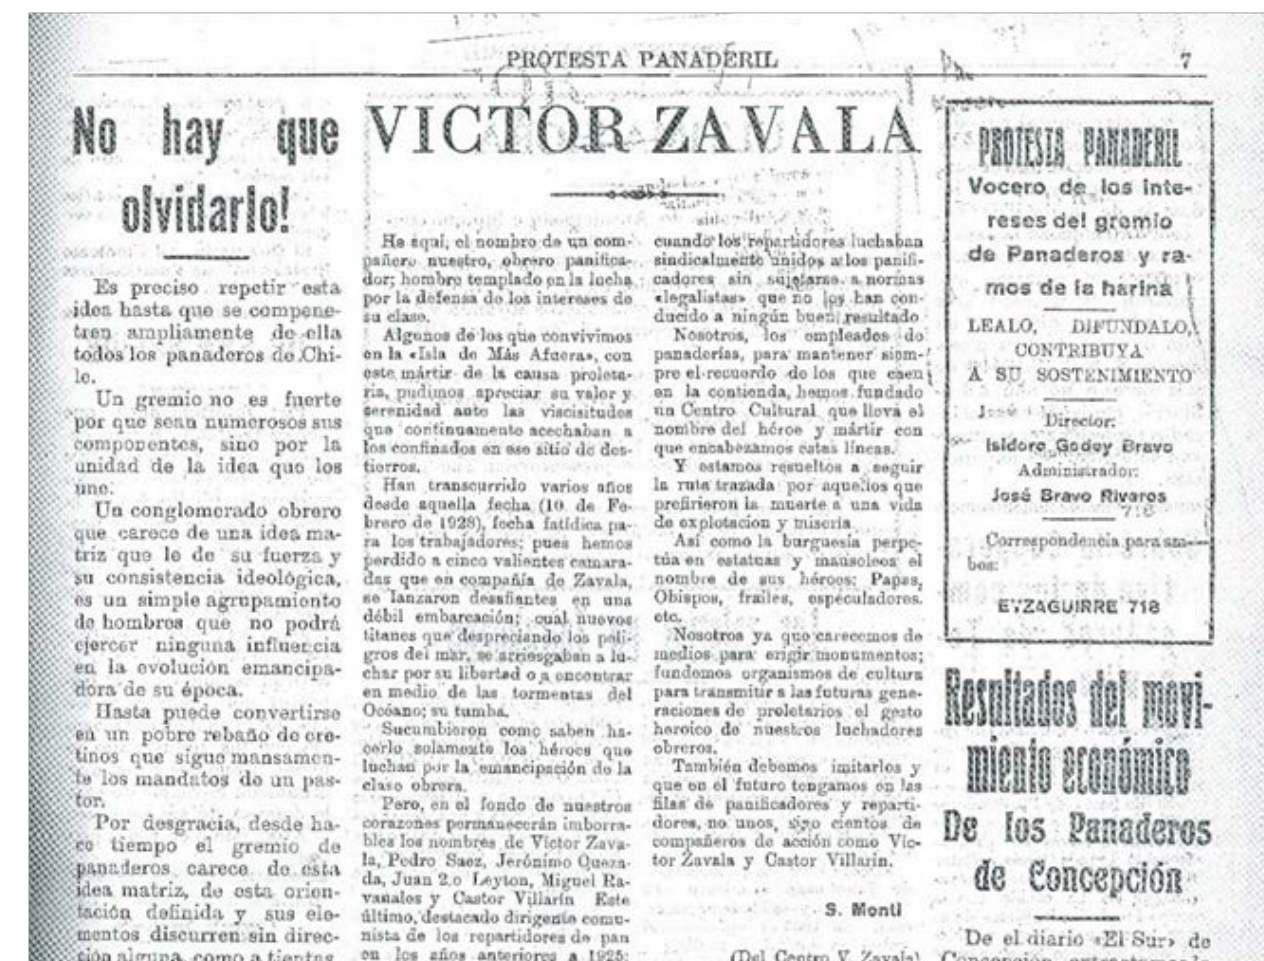 PROTESTA PANADERIL
7
No hay que
olvidarlo!
Es preciso repetir esta
idea hasta que se compene-
tren ampliamente de ella
todos los panaderos de Chi-
le.
Un gremio no es fuerte
por que sean numerosos sus
componentes, sino por la
unidad de la idea que los
une.
Un conglomerado obrero
que carece de una idea ma-
triz que le de su fuerza y
su consistencia ideológica,
es un simple agrupamiento
de hombres que no podrá
ejercer ninguna influencia
en la evolución emancipa-
dora de su época.
Hasta puede convertirse
en un pobre rebaño de cre-
tinos que sigue mansamen-
te los mandatos de un pas-
tor.
Por desgracia, desde ha-
ce tiempo el gremio de
panaderos carece de esta
idea matriz, de esta orien-
tación definida y sus ele-
mentos discurren sin direc-
ción alguna, como a tientas
VICTOR ZAVALA
He aquí, el nombre de un com-
pañero nuestro, obrero panifica-
dor; hombre templado en la lucha
por la defensa de los intereses de
su clase.
Algunos de los que convivimos
en la «Isla de Más Afuera», con
este mártir de la causa proleta-
ria, pudimos apreciar su valor y
serenidad ante las viscisitudes
que continuamente acechaban a
los confinados en ese sitio de des-
tierros.
Han transcurrido varios años
desde aquella fecha (10 de Fe-
brero de 1928), fecha fatídica pa-
ra los trabajadores; pues hemos
perdido a cinco valientes camara-
das que en compañía de Zavala,
se lanzaron desafiantes en una
débil embarcación; cual nuevos
titanes que despreciando los peli-
gros del mar, se arriesgaban a lu-
char por su libertad o a encontrar
en medio de las tormentas del
Océano; su tumba.
Sucumbieron como saben ha-
cerlo solamente los héroes que
luchan por la emancipación de la
clase obrera.
Pero, en el fondo de nuestros
corazones permanecerán imborra-
bles los nombres de Víctor Zava-
la, Pedro Saez, Jerónimo Queza-
da, Juan 2.o Leyton, Miguel Ra-
vanales y Castor Villarín Este
último, destacado dirigente comu-
nista de los repartidores de pan
en los años anteriores a 1925;
cuando los repartidores luchaban
sindicalmente unidos a los panifi-
cadores sin sujetarse a normas
«legalistas» que no los han con-
ducido a ningún buen resultado
Nosotros, los empleados de
panaderías, para mantener siem-
pre el recuerdo de los que caen
en la contienda, hemos fundado
un Centro Cultural que lleva el
nombre del héroe y mártir con
que encabezamos estas líneas.
Y estamos resueltos a seguir
la ruta trazada por aquellos que
prefirieron la muerte a una vida
de explotacion y miseria
Así como la burguesía perpe-
túa en estatuas y mausoleos el
nombre de sus héroes: Papas,
Obispos, frailes, especuladores.
etc.
Nosotros ya que carecemos de
medios para erigir monumentos;
fundemos organismos de cultura
para transmitir a las futuras gene-
raciones de proletarios el gesto
heroico de nuestros luchadores
obreros.
También debemos imitarlos y
que en el futuro tengamos en las
filas de panificadores y reparti-
dores, no unos, sino cientos de
compañeros de acción como Víc-
tor Zavala y Castor Villarín.
S. Monti
(Del Centro V. Zavala)
PROTESTA PANADERIL
Vocero de los inte-
reses del gremio
de Panaderos y ra-
mos de la harina
LEALO, DIFUNDALO,
CONTRIBUYA
A SU SOSTENIMIENTO
Director:
Isidoro Godoy Bravo
Administrador:
José Bravo Riveros
718
Correspondencia para am-
bos:
EYZAGUIRRE 718
Resultados del movi-
miento económico
De los Panaderos
de Concepción
De el diario «El Sur» de
Concepción